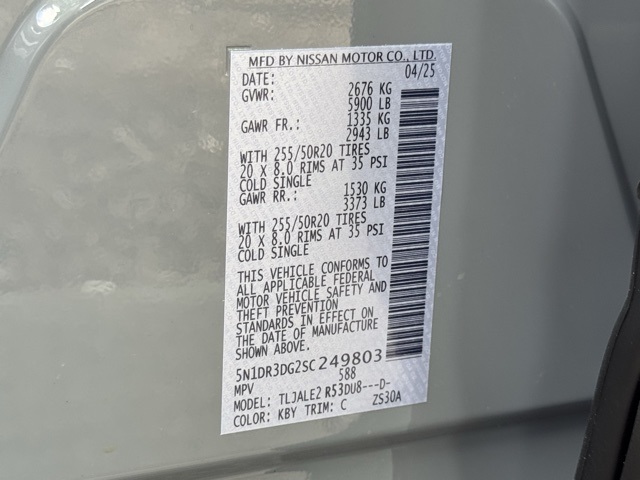 MFD BY NISSAN MOTOR CO., LTD
DATE: 04/25
GVWR: 2676 KG
5900 LB
GAWR FR.: 1335 KG
2943 LB
WITH 255/50R20 TIRES
20 X 8.0 RIMS AT 35 PSI
COLD SINGLE
GAWR RR.: 1530 KG
3373 LB
WITH 255/50R20 TIRES
20 X 8.0 RIMS AT 35 PSI
COLD SINGLE
THIS VEHICLE CONFORMS TO
ALL APPLICABLE FEDERAL
MOTOR VEHICLE SAFETY AND
THEFT PREVENTION
STANDARDS IN EFFECT ON
THE DATE OF MANUFACTURE
5N1DR3DG2SC249803
MPV 588
MODEL: TLJALE2 R53DU8---D-
COLOR: KBY TRIM: C ZS30A